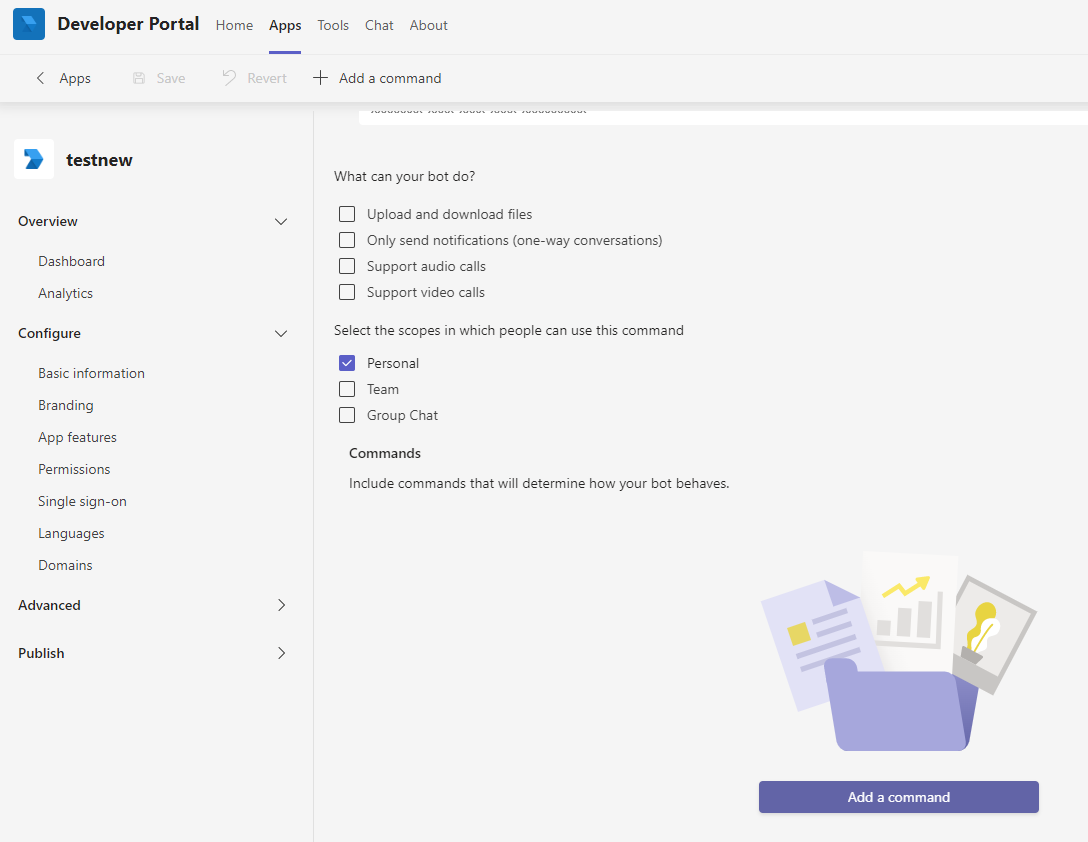 Developer Portal Home Apps Tools Chat About
Apps Save Revert Add a command
testnew
Overview
Dashboard
Analytics
Configure
Basic information
Branding
App features
Permissions
Single sign-on
Languages
Domains
Advanced
Publish
What can your bot do?
Upload and download files
Only send notifications (one-way conversations)
Support audio calls
Support video calls
Select the scopes in which people can use this command
Personal
Team
Group Chat
Commands
Include commands that will determine how your bot behaves.
Add a command